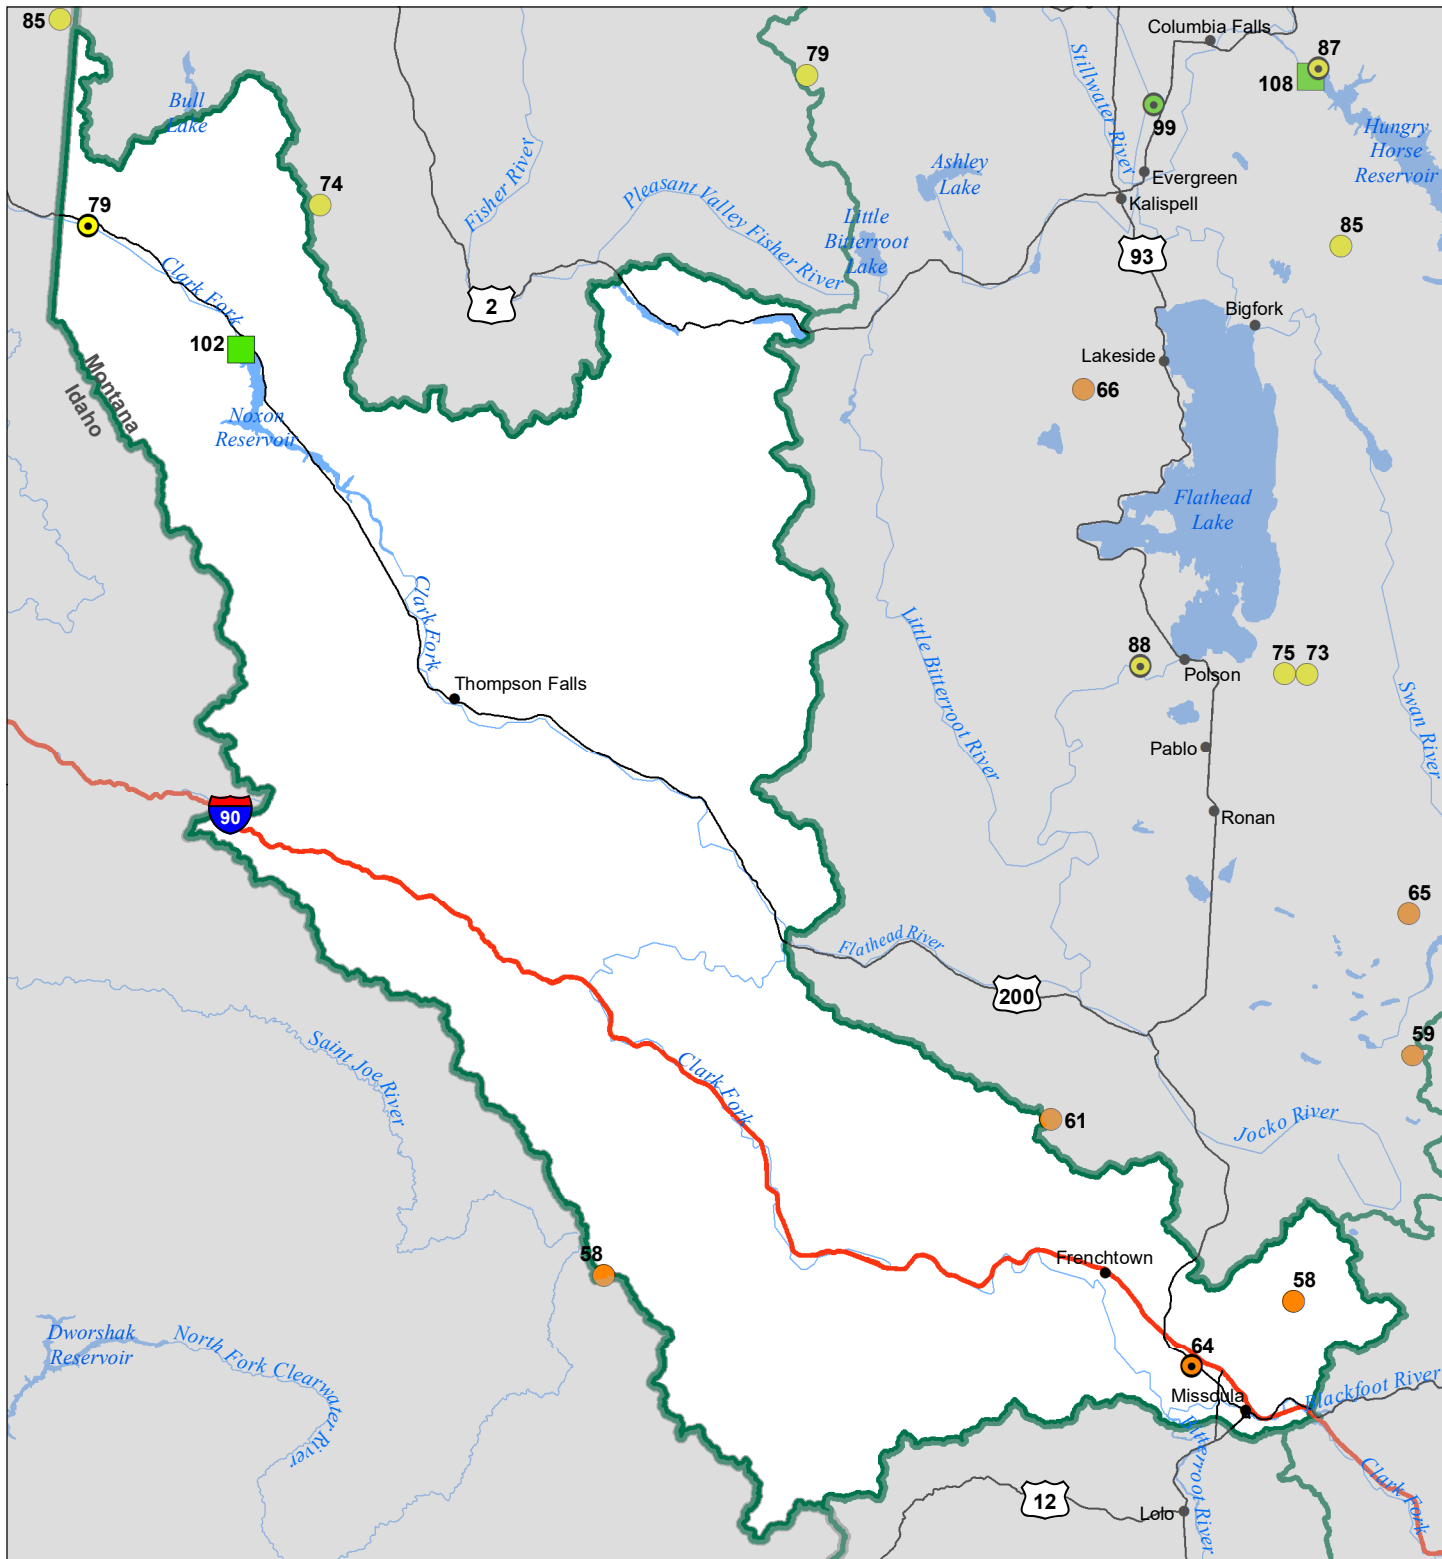 85
79
Columbia Falls
87
108
Stillwater River
99
Bull
Lake
Hungry
Horse
Reservoir
Ashley
Lake
Evergreen
Kalispell
74
Fisher River
Pleasant Valley Fisher River
Little
Bitterroot
Lake
79
93
85
Clark Fork
2
Bigfork
102
Lakeside
66
Montana
Idaho
Noxon
Reservoir
Flathead
Lake
Clark Fork
Little Bitterroot River
88
75
73
Polson
Thompson Falls
Swan River
Pablo
90
Ronan
65
Flathead River
200
59
Saint Joe River
Clark Fork
61
Jocko River
58
Frenchtown
58
Dworshak
Reservoir
North Fork Clearwater
River
64
Missoula
Blackfoot River
Bitterroot River
Clark Fork
12
Lolo